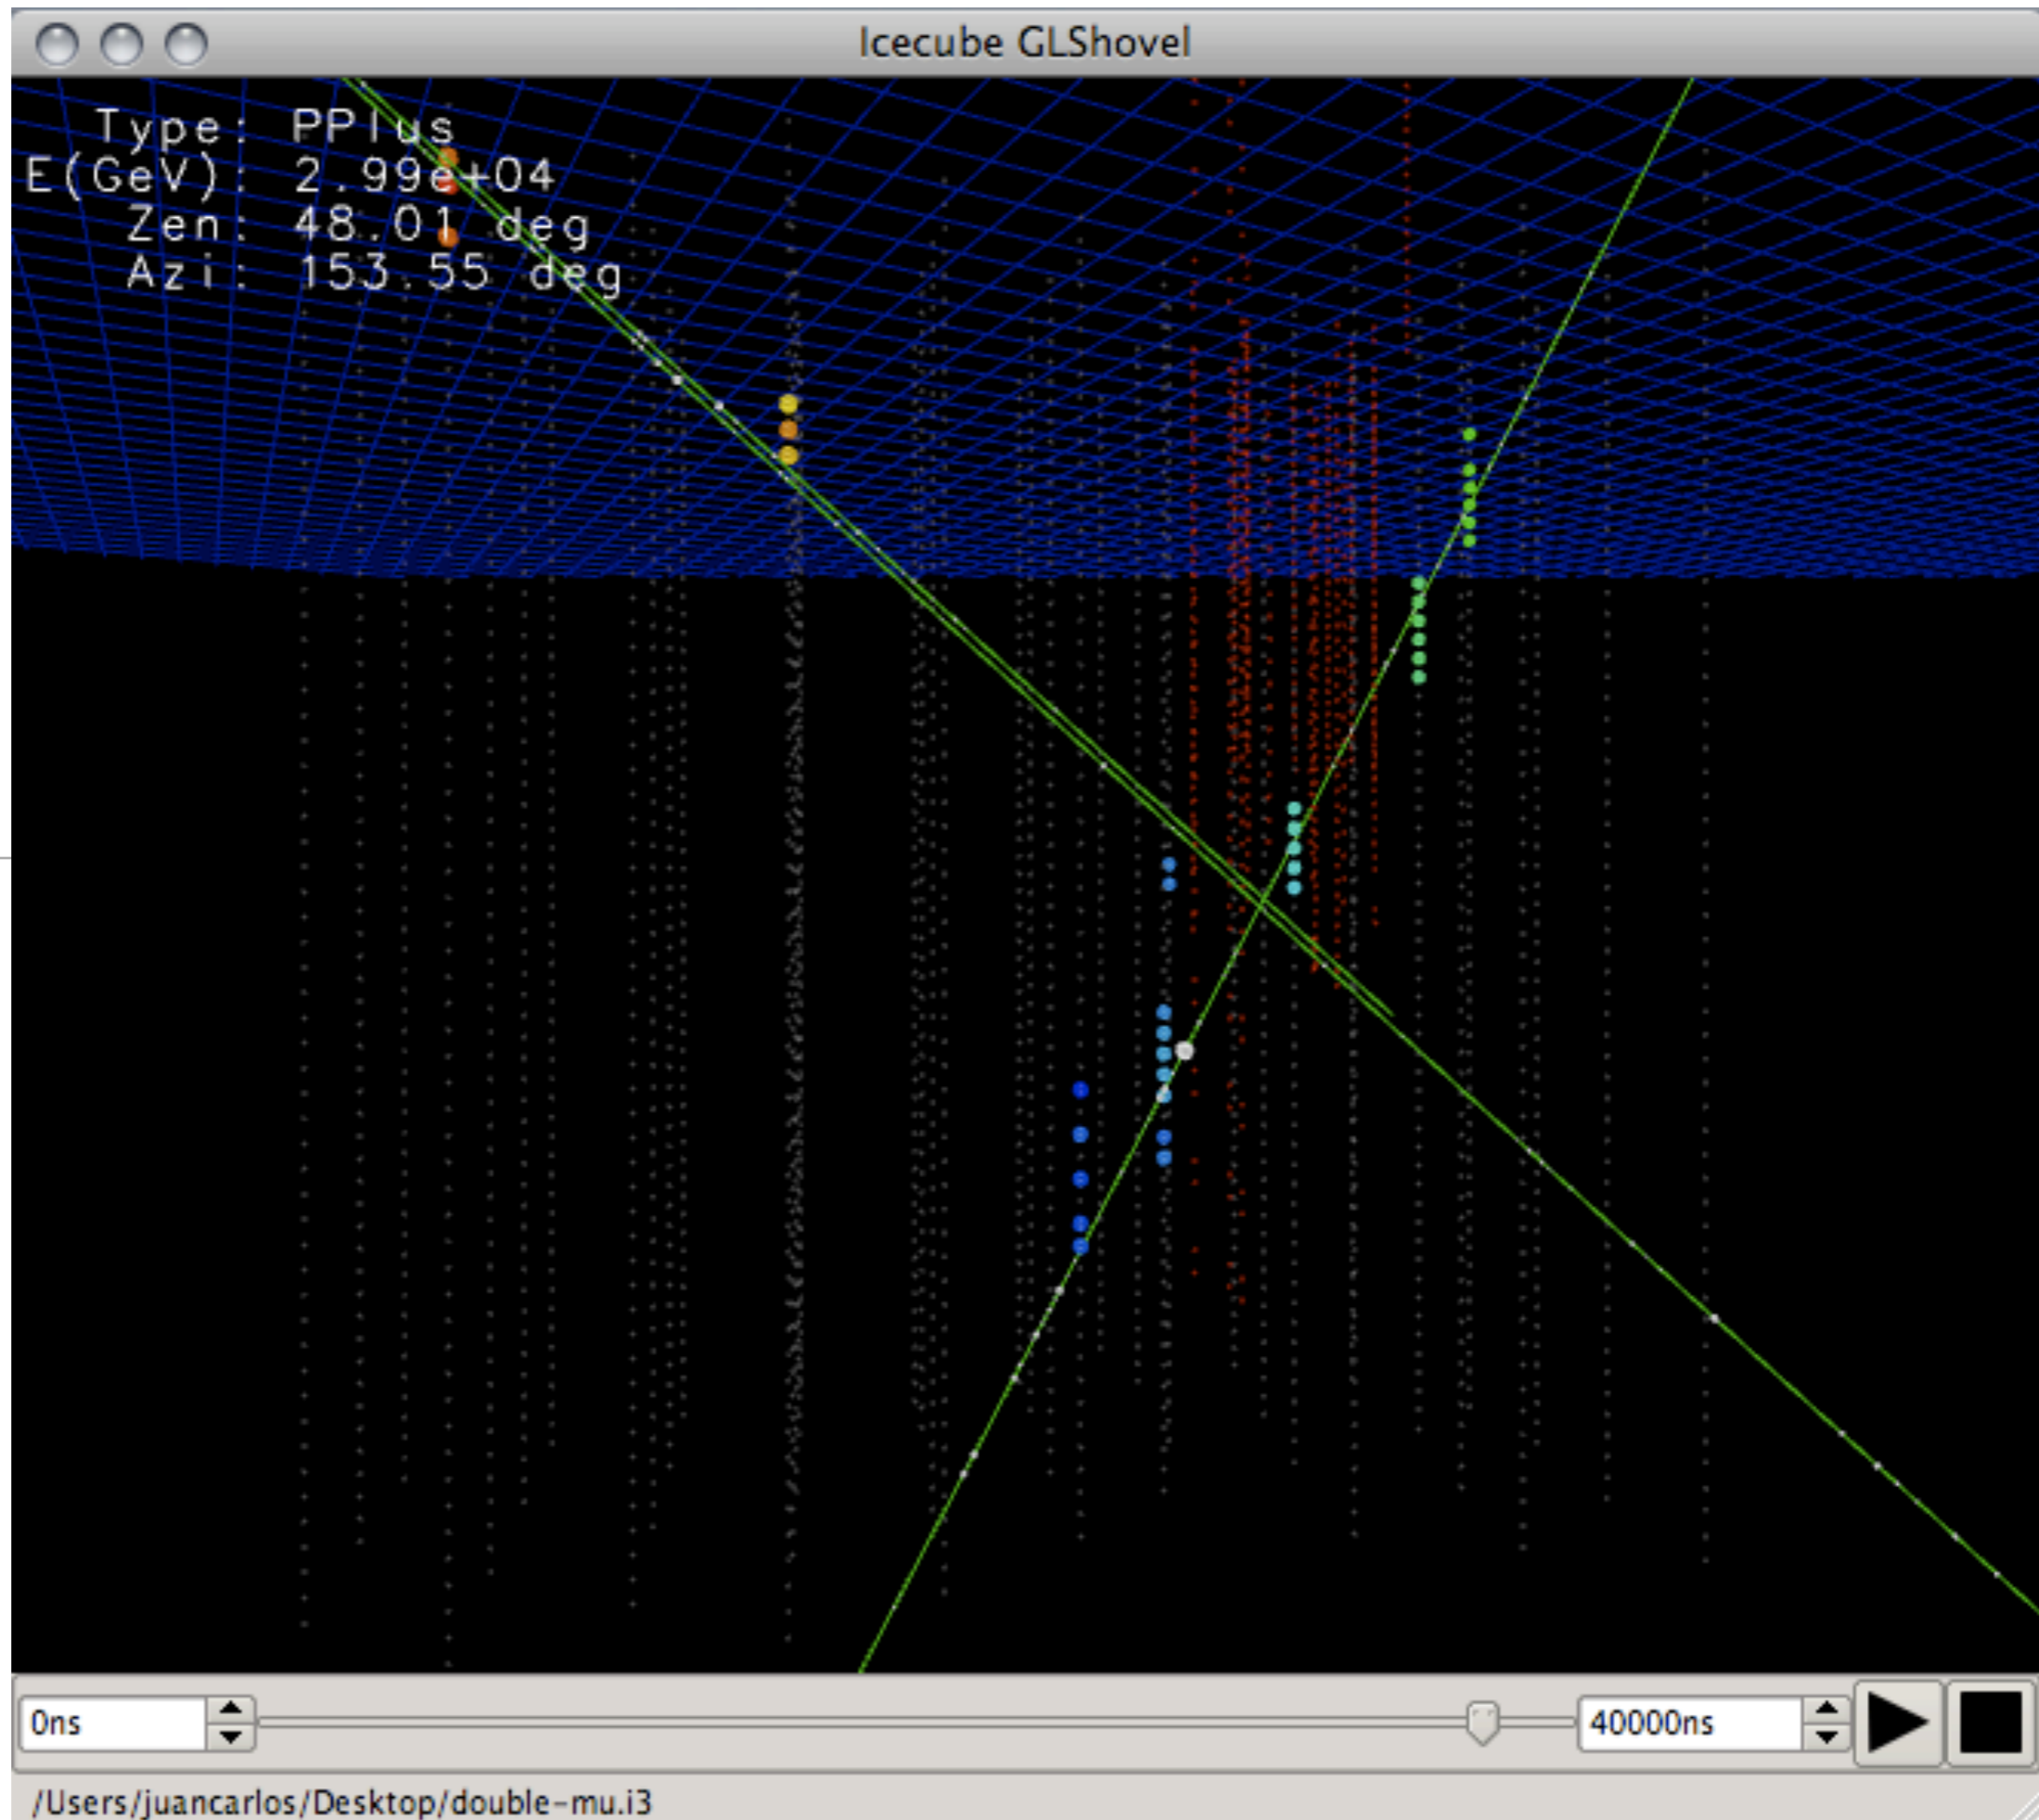 Icecube GLShovel
Type: PPlus
E(GeV): 2.99e+04
Zen: 48.01 deg
Azi: 153.55 deg
0ns
40000ns
/Users/juancarlos/Desktop/double-mu.i3